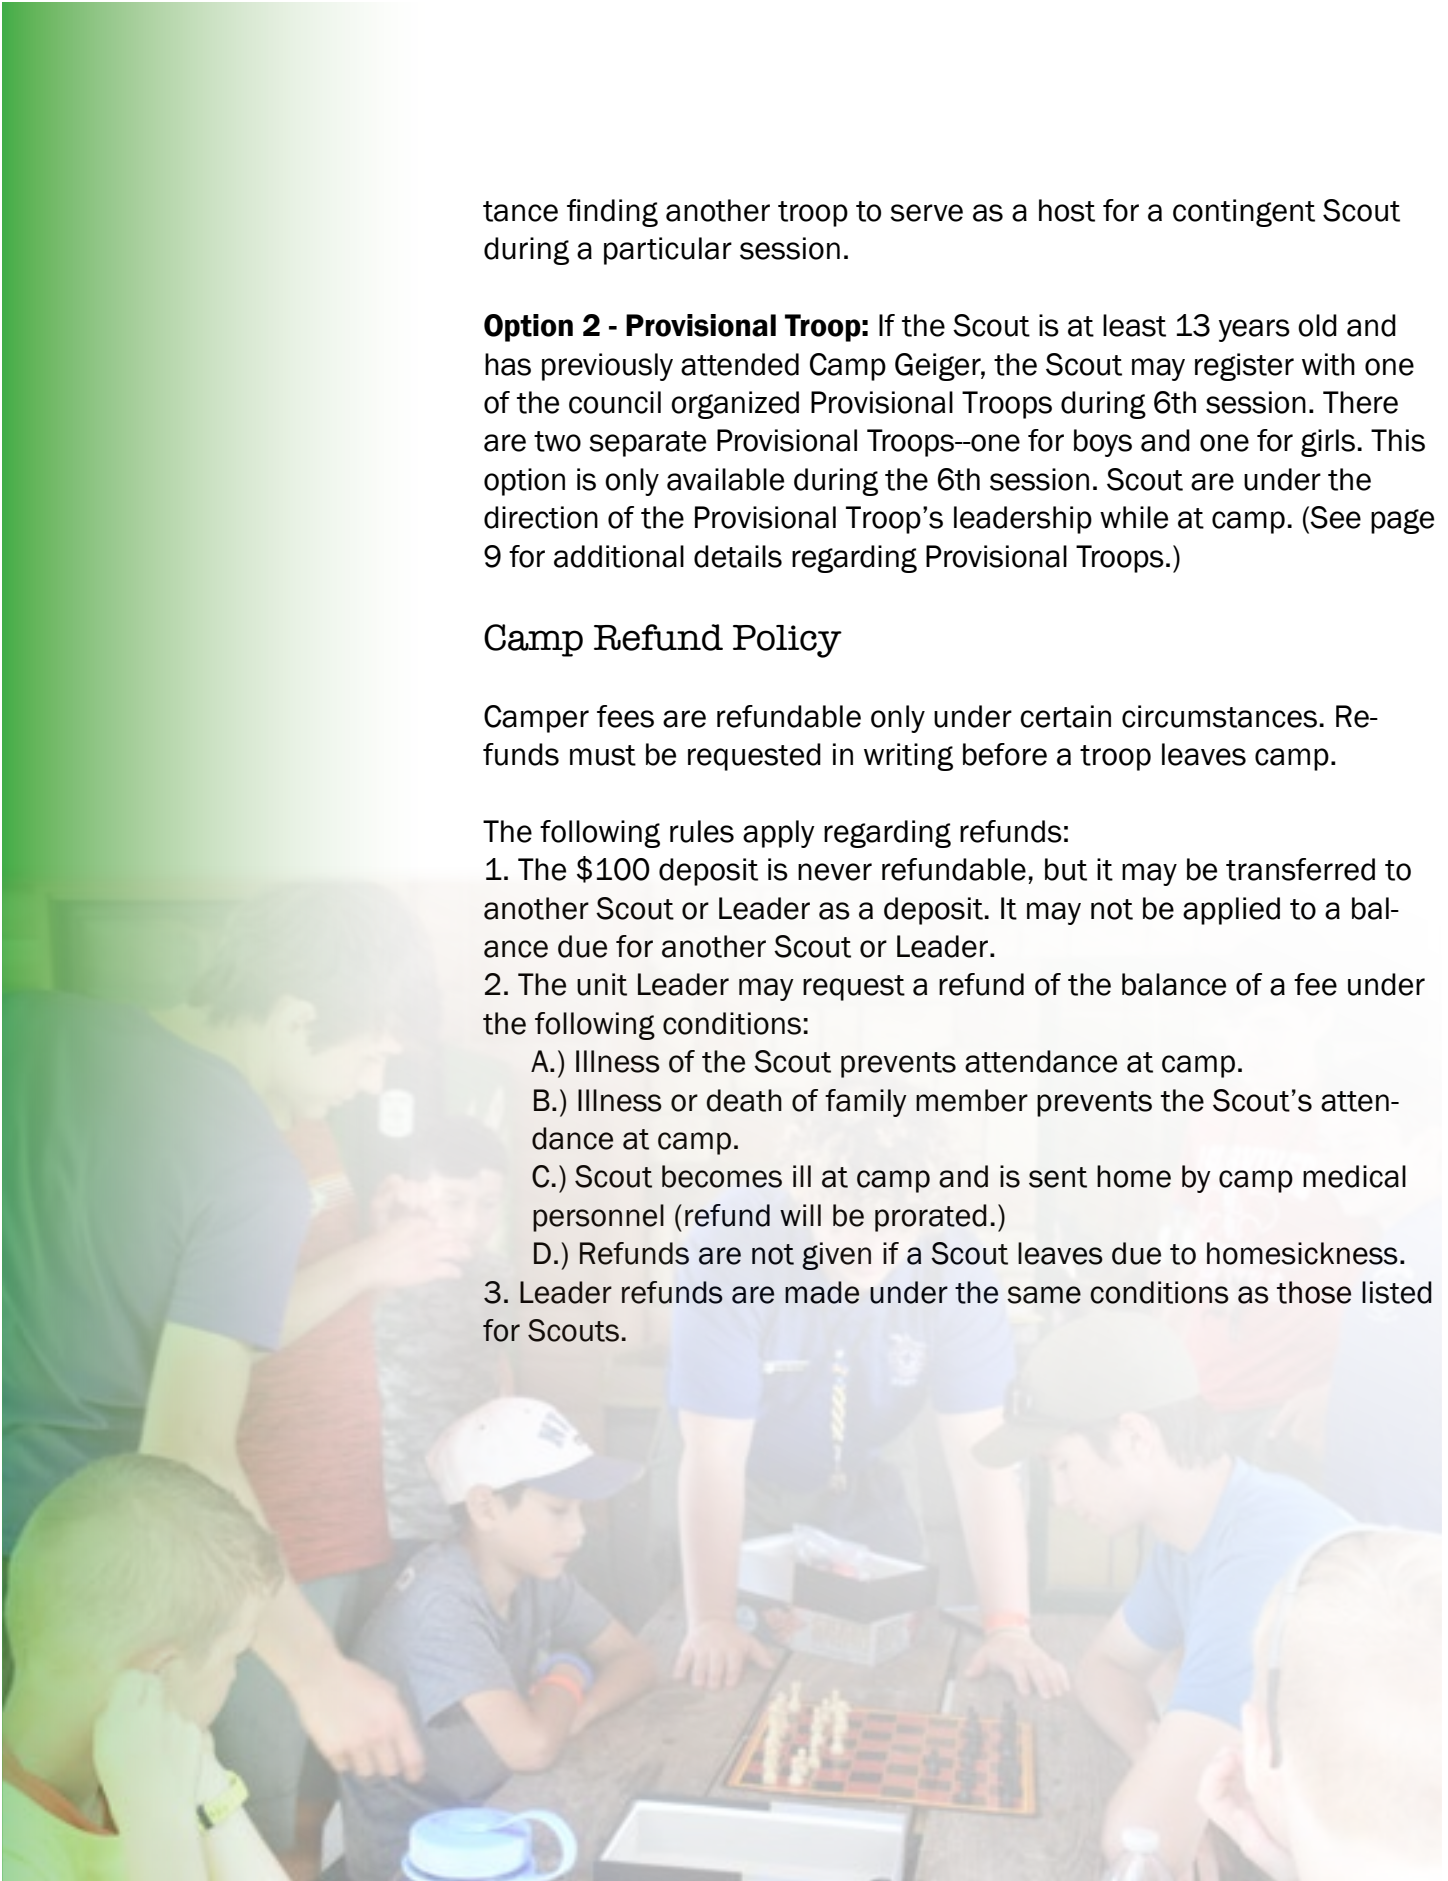 tance finding another troop to serve as a host for a contingent Scout
during a particular session.
Option 2 - Provisional Troop: If the Scout is at least 13 years old and
has previously attended Camp Geiger, the Scout may register with one
of the council organized Provisional Troops during 6th session. There
are two separate Provisional Troops--one for boys and one for girls. This
option is only available during the 6th session. Scout are under the
direction of the Provisional Troop’s leadership while at camp. (See page
9 for additional details regarding Provisional Troops.)
Camp Refund Policy
Camper fees are refundable only under certain circumstances. Re-
funds must be requested in writing before a troop leaves camp.
The following rules apply regarding refunds:
1. The $100 deposit is never refundable, but it may be transferred to
another Scout or Leader as a deposit. It may not be applied to a bal-
ance due for another Scout or Leader.
2. The unit Leader may request a refund of the balance of a fee under
the following conditions:
A.) Illness of the Scout prevents attendance at camp.
B.) Illness or death of family member prevents the Scout’s atten-
dance at camp.
C.) Scout becomes ill at camp and is sent home by camp medical
personnel (refund will be prorated.)
D.) Refunds are not given if a Scout leaves due to homesickness.
3. Leader refunds are made under the same conditions as those listed
for Scouts.